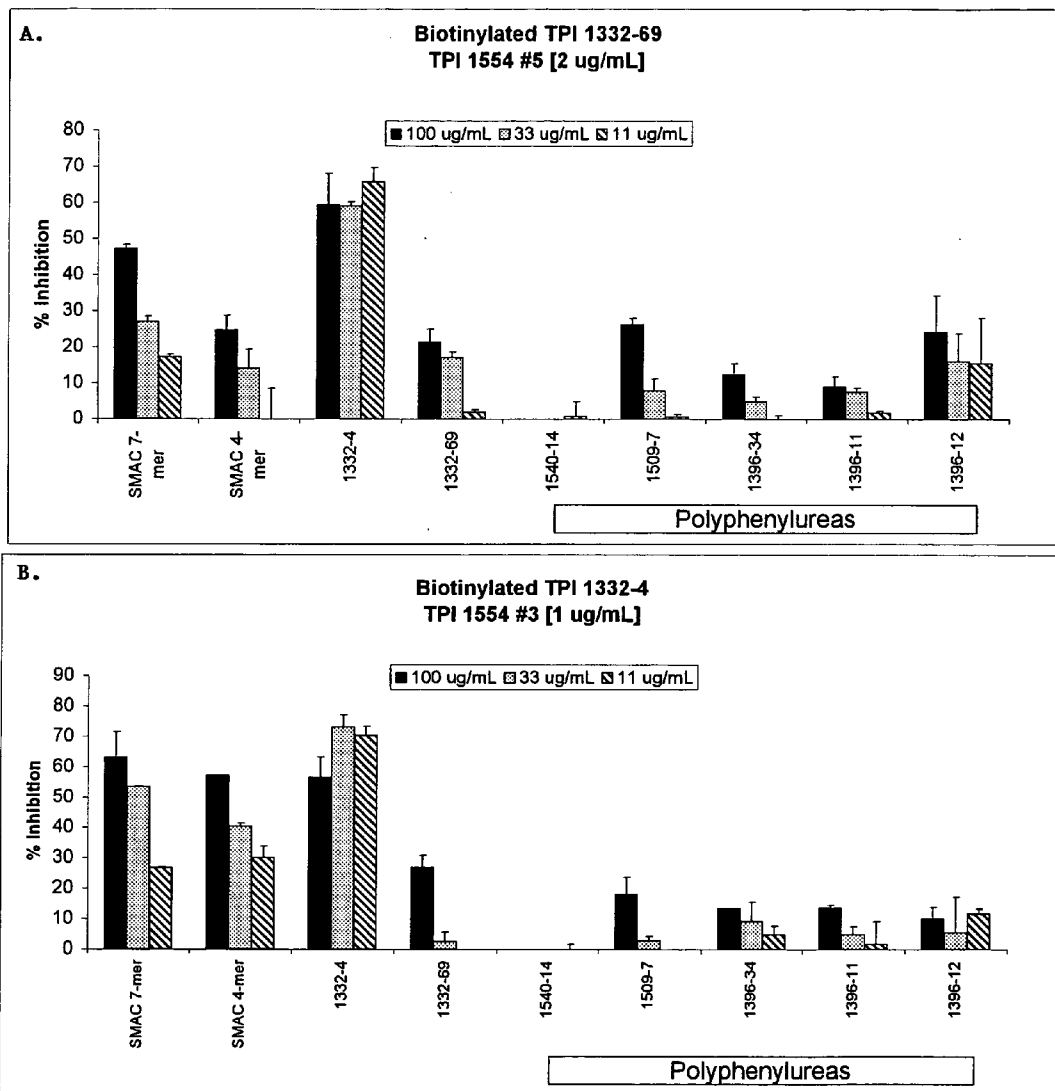 A.
Biotinylated TPI 1332-69
TPI 1554 #5 [2 ug/mL]
100 ug/mL 33 ug/mL 11 ug/mL
% Inhibition
80
70
60
50
40
30
20
10
0
SMAC 7-
mer
SMAC 4-
mer
1332-4
1332-69
1540-14
1509-7
1396-34
1396-11
1396-12
Polyphenylureas
B.
Biotinylated TPI 1332-4
TPI 1554 #3 [1 ug/mL]
100 ug/mL 33 ug/mL 11 ug/mL
% Inhibition
90
80
70
60
50
40
30
20
10
0
SMAC 7-mer
SMAC 4-mer
1332-4
1332-69
1540-14
1509-7
1396-34
1396-11
1396-12
Polyphenylureas